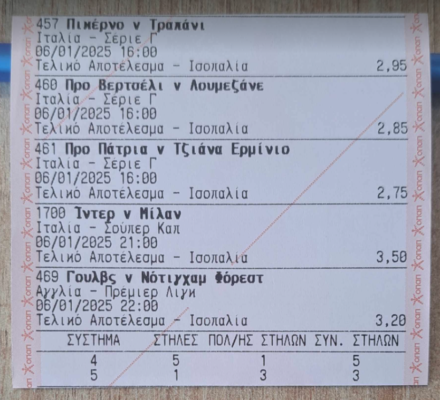 457 Πινέρνο v Τραπάνι
Ιταλία - Σέριε Γ
06/01/2025 16:00
Τελικό Αποτέλεσμα - Ισοπαλία 2,95
460 Προ Βερτσέλι v Λουμεζάνε
Ιταλία - Σέριε Γ
06/01/2025 16:00
Τελικό Αποτέλεσμα - Ισοπαλία 2,85
461 Προ Πάτρια v Τζιάνα Ερμίνιο
Ιταλία - Σέριε Γ
06/01/2025 16:00
Τελικό Αποτέλεσμα - Ισοπαλία 2,75
1700 Ίντερ v Μίλαν
Ιταλία - Σούπερ Καπ
06/01/2025 21:00
Τελικό Αποτέλεσμα - Ισοπαλία 3,50
469 Γουλβς v Νότιγχαμ Φόρεστ
Αγγλία - Πρέμιερ Λιγκ
06/01/2025 22:00
Τελικό Αποτέλεσμα - Ισοπαλία 3,20
ΣΥΣΤΗΜΑ ΣΤΗΛΕΣ ΠΟΛ/ΗΣ ΣΤΗΛΩΝ ΣΥΝ. ΣΤΗΛΩΝ
4 5 1 5
5 1 3 3